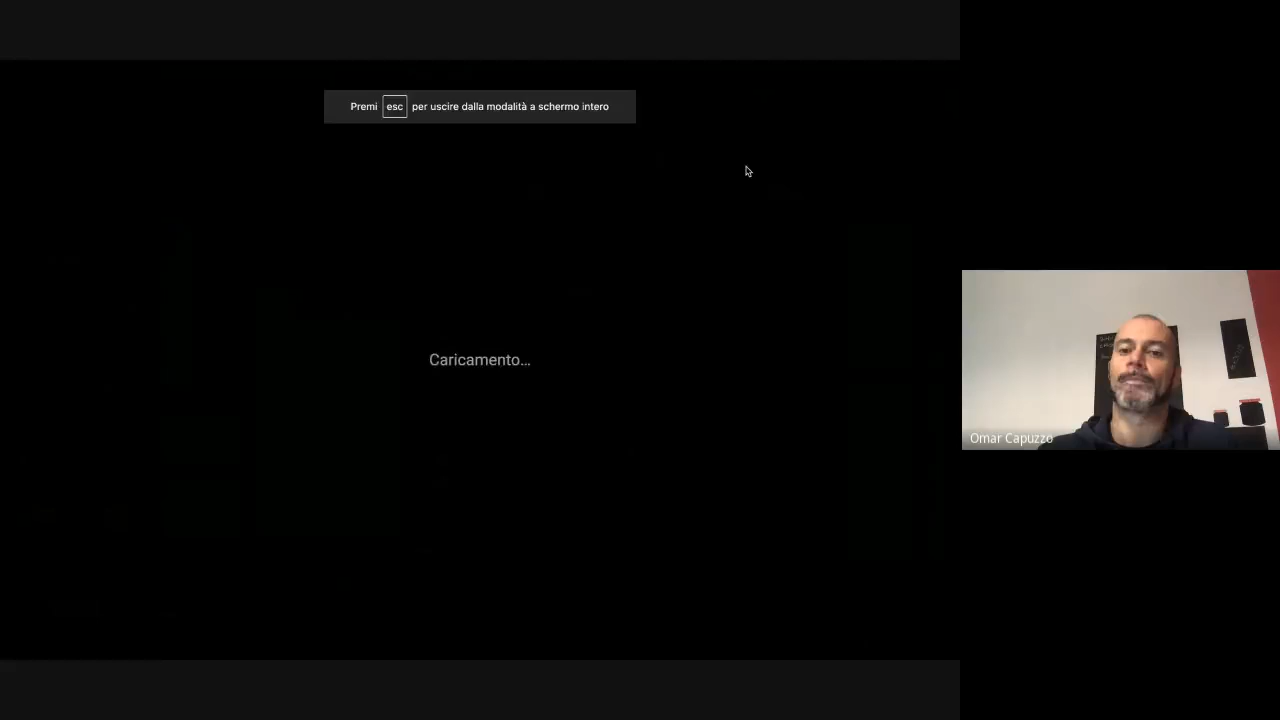 Premi esc per uscire dalla modalità a schermo intero
Caricamento...
Omar Capuzzo